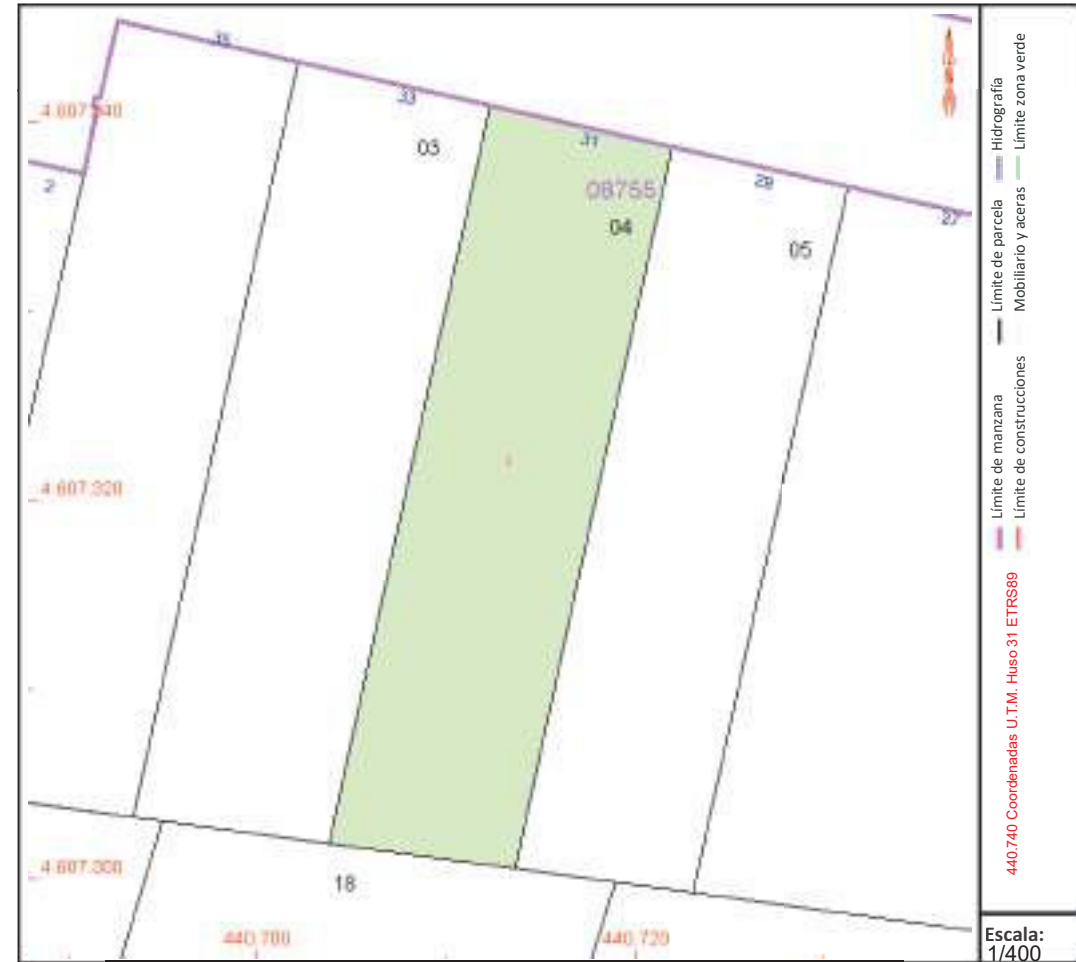 35
33
31
29
27
2
4.607.340
03
08755
04
05
4.607.320
4.607.300
18
440.700
440.720
440.740 Coordenadas U.T.M. Huso 31 ETRS89
Límite de manzana
Límite de construcciones
Límite de parcela
Mobiliario y aceras
Hidrografía
Límite zona verde
Escala:
1/400